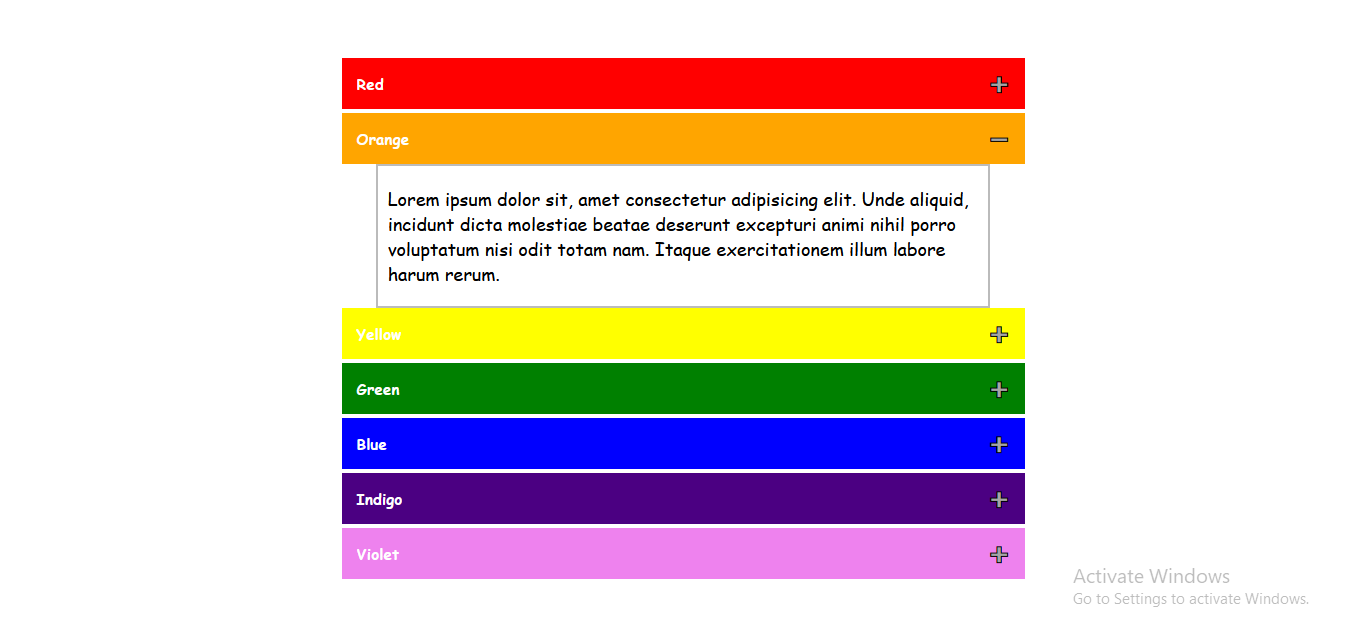 Red
Orange
Lorem ipsum dolor sit, amet consectetur adipisicing elit. Unde aliquid,
incidunt dicta molestiae beatae deserunt excepturi animi nihil porro
voluptatum nisi odit totam nam. Itaque exercitationem illum labore
harum rerum.
Yellow
Green
Blue
Indigo
Violet
Activate Windows
Go to Settings to activate Windows.